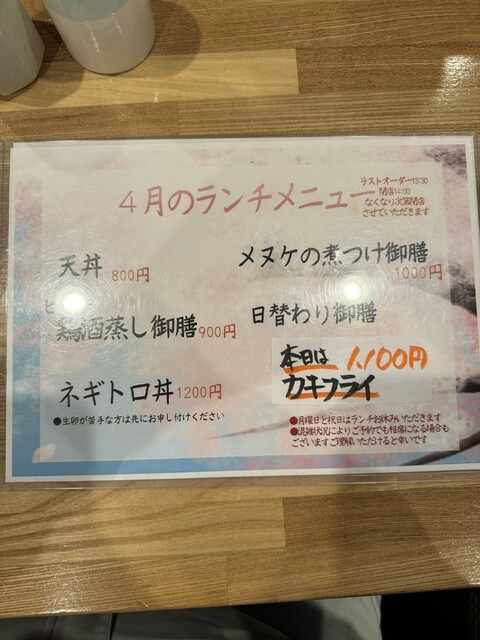 4月のランチメニュー
ラストオーダー13:30
閉店14:00
なくなり次第閉店
させていただきます
天丼 800円
メヌケの煮つけ御膳
1000円
鶏酒蒸し御膳 900円
日替わり御膳
本日は 1,100円
カキフライ
ネギトロ丼 1200円
●生卵が苦手な方は先にお申し付けください
●月曜日と祝日はランチお休みいただきます
●混雑状況によりご予約でも相席になる場合も
ございますご理解いただけると幸いです